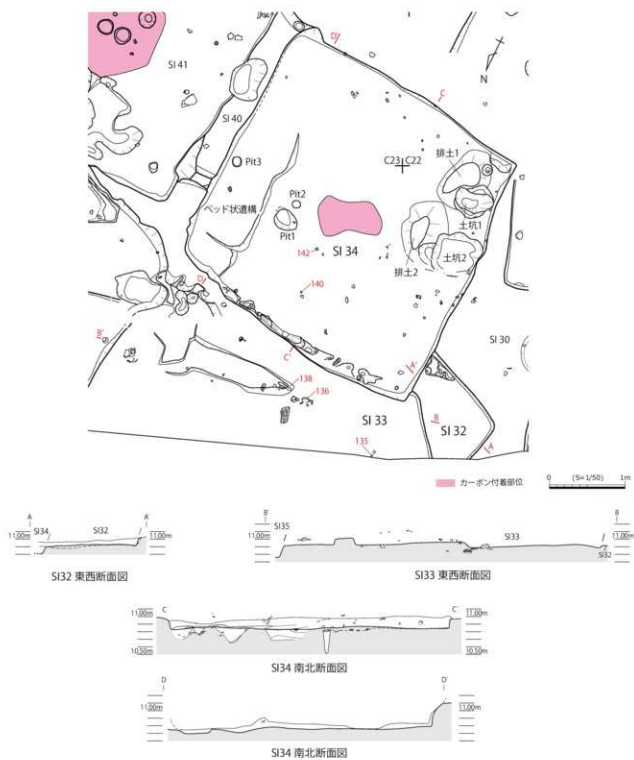 SI 41
D'
C
N
SI 40
C23 C22
排土1
Pit3
ベッド状遺構
Pit2
Pit1
土坑1
142
SI 34
土坑2
排土2
D
140
B'
C'
SI 30
A'
138
136
SI 33
B
SI 32
135
A
カーボン付着部位
0 (S=1/50) 1m
A A'
SI34 SI32
11.00m 11.00m
SI32 東西断面図
B' B
SI35 SI33
11.00m 11.00m
SI32
SI33 東西断面図
C C'
11.00m 11.00m
10.50m 10.50m
SI34 南北断面図
D D'
11.00m 11.00m
SI34 南北断面図